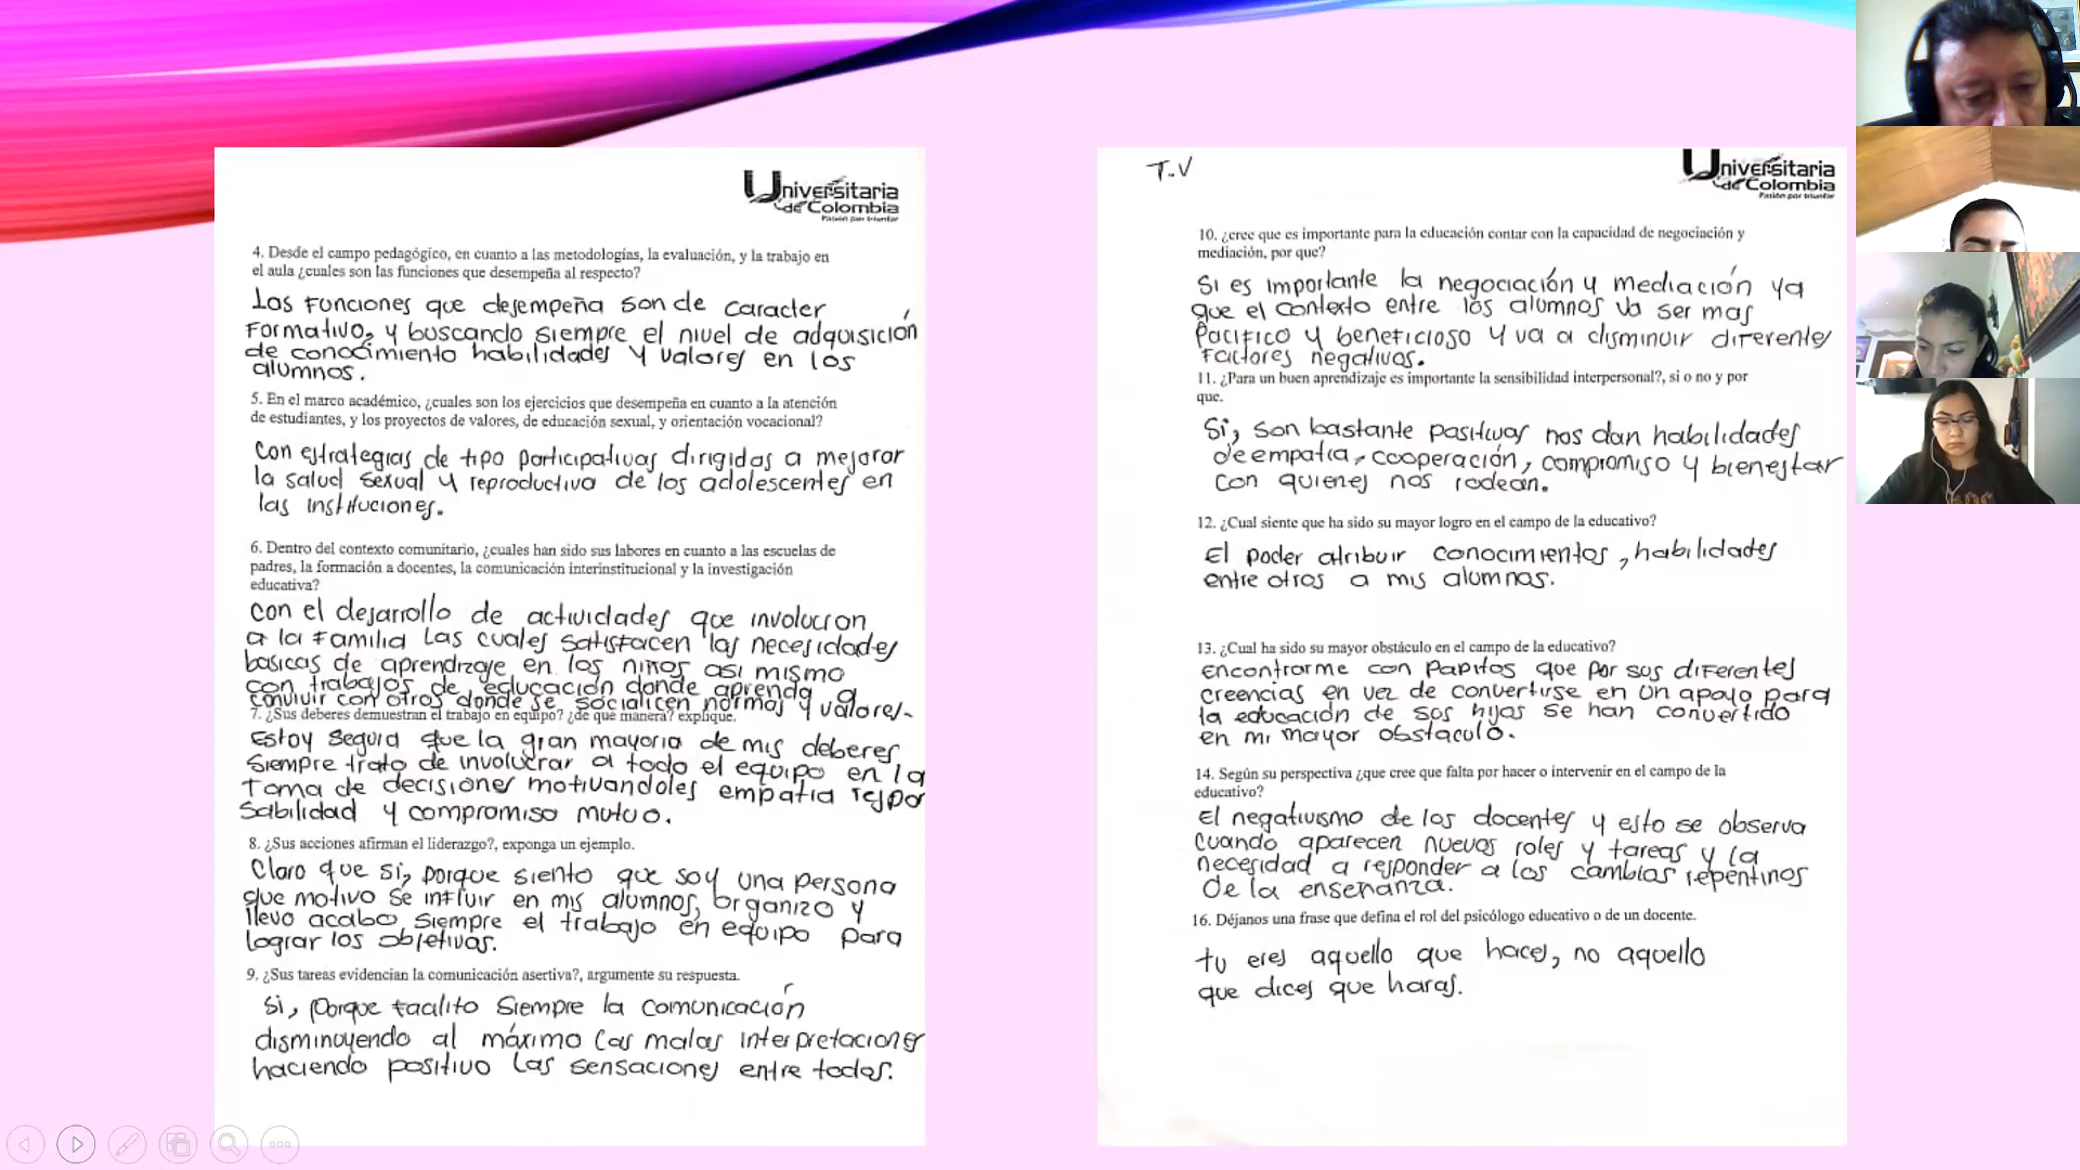 Universitaria
de Colombia
Pasión por triunfar
4. Desde el campo pedagógico, en cuanto a las metodologías, la evaluación, y la trabajo en
el aula ¿cuales son las funciones que desempeña al respecto?
Las funciones que desempeña son de caracter
formativo, y buscando siempre el nivel de adquisición
de conocimiento habilidades y valores en los
alumnos.
5. En el marco académico, ¿cuales son los ejercicios que desempeña en cuanto a la atención
de estudiantes, y los proyectos de valores, de educación sexual, y orientación vocacional?
Con estrategias de tipo participativas dirigidas a mejorar
la salud sexual y reproductiva de los adolescentes en
las instituciones.
6. Dentro del contexto comunitario, ¿cuales han sido sus labores en cuanto a las escuelas de
padres, la formación a docentes, la comunicación interinstitucional y la investigación
educativa?
con el desarrollo de actividades que involucran
a la familia las cuales satisfacen las necesidades
basicas de aprendizaje en los niños asi mismo
con trabajos de educación donde aprenda a
convivir con otros donde se socialicen normas y valores.
7. ¿Sus deberes demuestran el trabajo en equipo? ¿de que manera? explique.
Estoy segura que la gran mayoria de mis deberes
siempre trato de involucrar a todo el equipo en la
toma de decisiones motivandoles empatia respon
sabilidad y compromiso mutuo.
8. ¿Sus acciones afirman el liderazgo?, exponga un ejemplo.
Claro que si, porque siento que soy una persona
que motivo se influir en mis alumnos, organizo y
llevo acabo siempre el trabajo en equipo para
lograr los objetivos.
9. ¿Sus tareas evidencian la comunicación asertiva?, argumente su respuesta.
Si, porque facilito siempre la comunicación
disminuyendo al máximo las malas interpretaciones
haciendo positivo las sensaciones entre todas.
T.V
Universitaria
de Colombia
Pasión por triunfar
10. ¿cree que es importante para la educación contar con la capacidad de negociación y
mediación, por que?
Si es importante la negociación y mediación ya
que el contexto entre los alumnos va ser mas
pacifico y beneficioso y va a disminuir diferentes
factores negativos.
11. ¿Para un buen aprendizaje es importante la sensibilidad interpersonal?, si o no y por
que.
Si, son bastante positivas nos dan habilidades
de empatia, cooperación, compromiso y bienestar
con quienes nos rodean.
12. ¿Cual siente que ha sido su mayor logro en el campo de la educativo?
El poder atribuir conocimientos, habilidades
entre otros a mis alumnos.
13. ¿Cual ha sido su mayor obstáculo en el campo de la educativo?
encontrarme con papitos que por sus diferentes
creencias en vez de convertirse en un apoyo para
la educación de sos hijos se han convertido
en mi mayor obstaculo.
14. Según su perspectiva ¿que cree que falta por hacer o intervenir en el campo de la
educativo?
El negativismo de los docentes y esto se observa
cuando aparecen nuevos roles y tareas y la
necesidad a responder a los cambios repentinos
de la enseñanza.
16. Déjanos una frase que defina el rol del psicólogo educativo o de un docente.
tu eres aquello que haces, no aquello
que dices que haras.